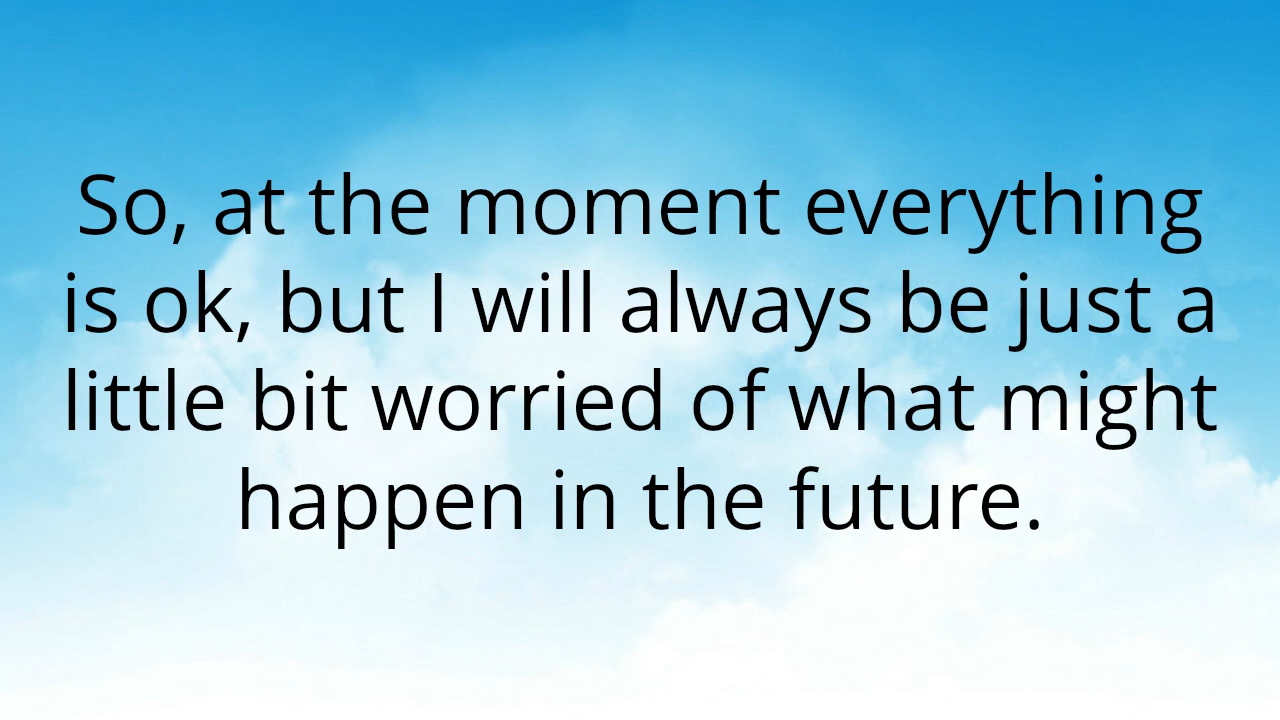 So, at the moment everything
is ok, but I will always be just a
little bit worried of what might
happen in the future.